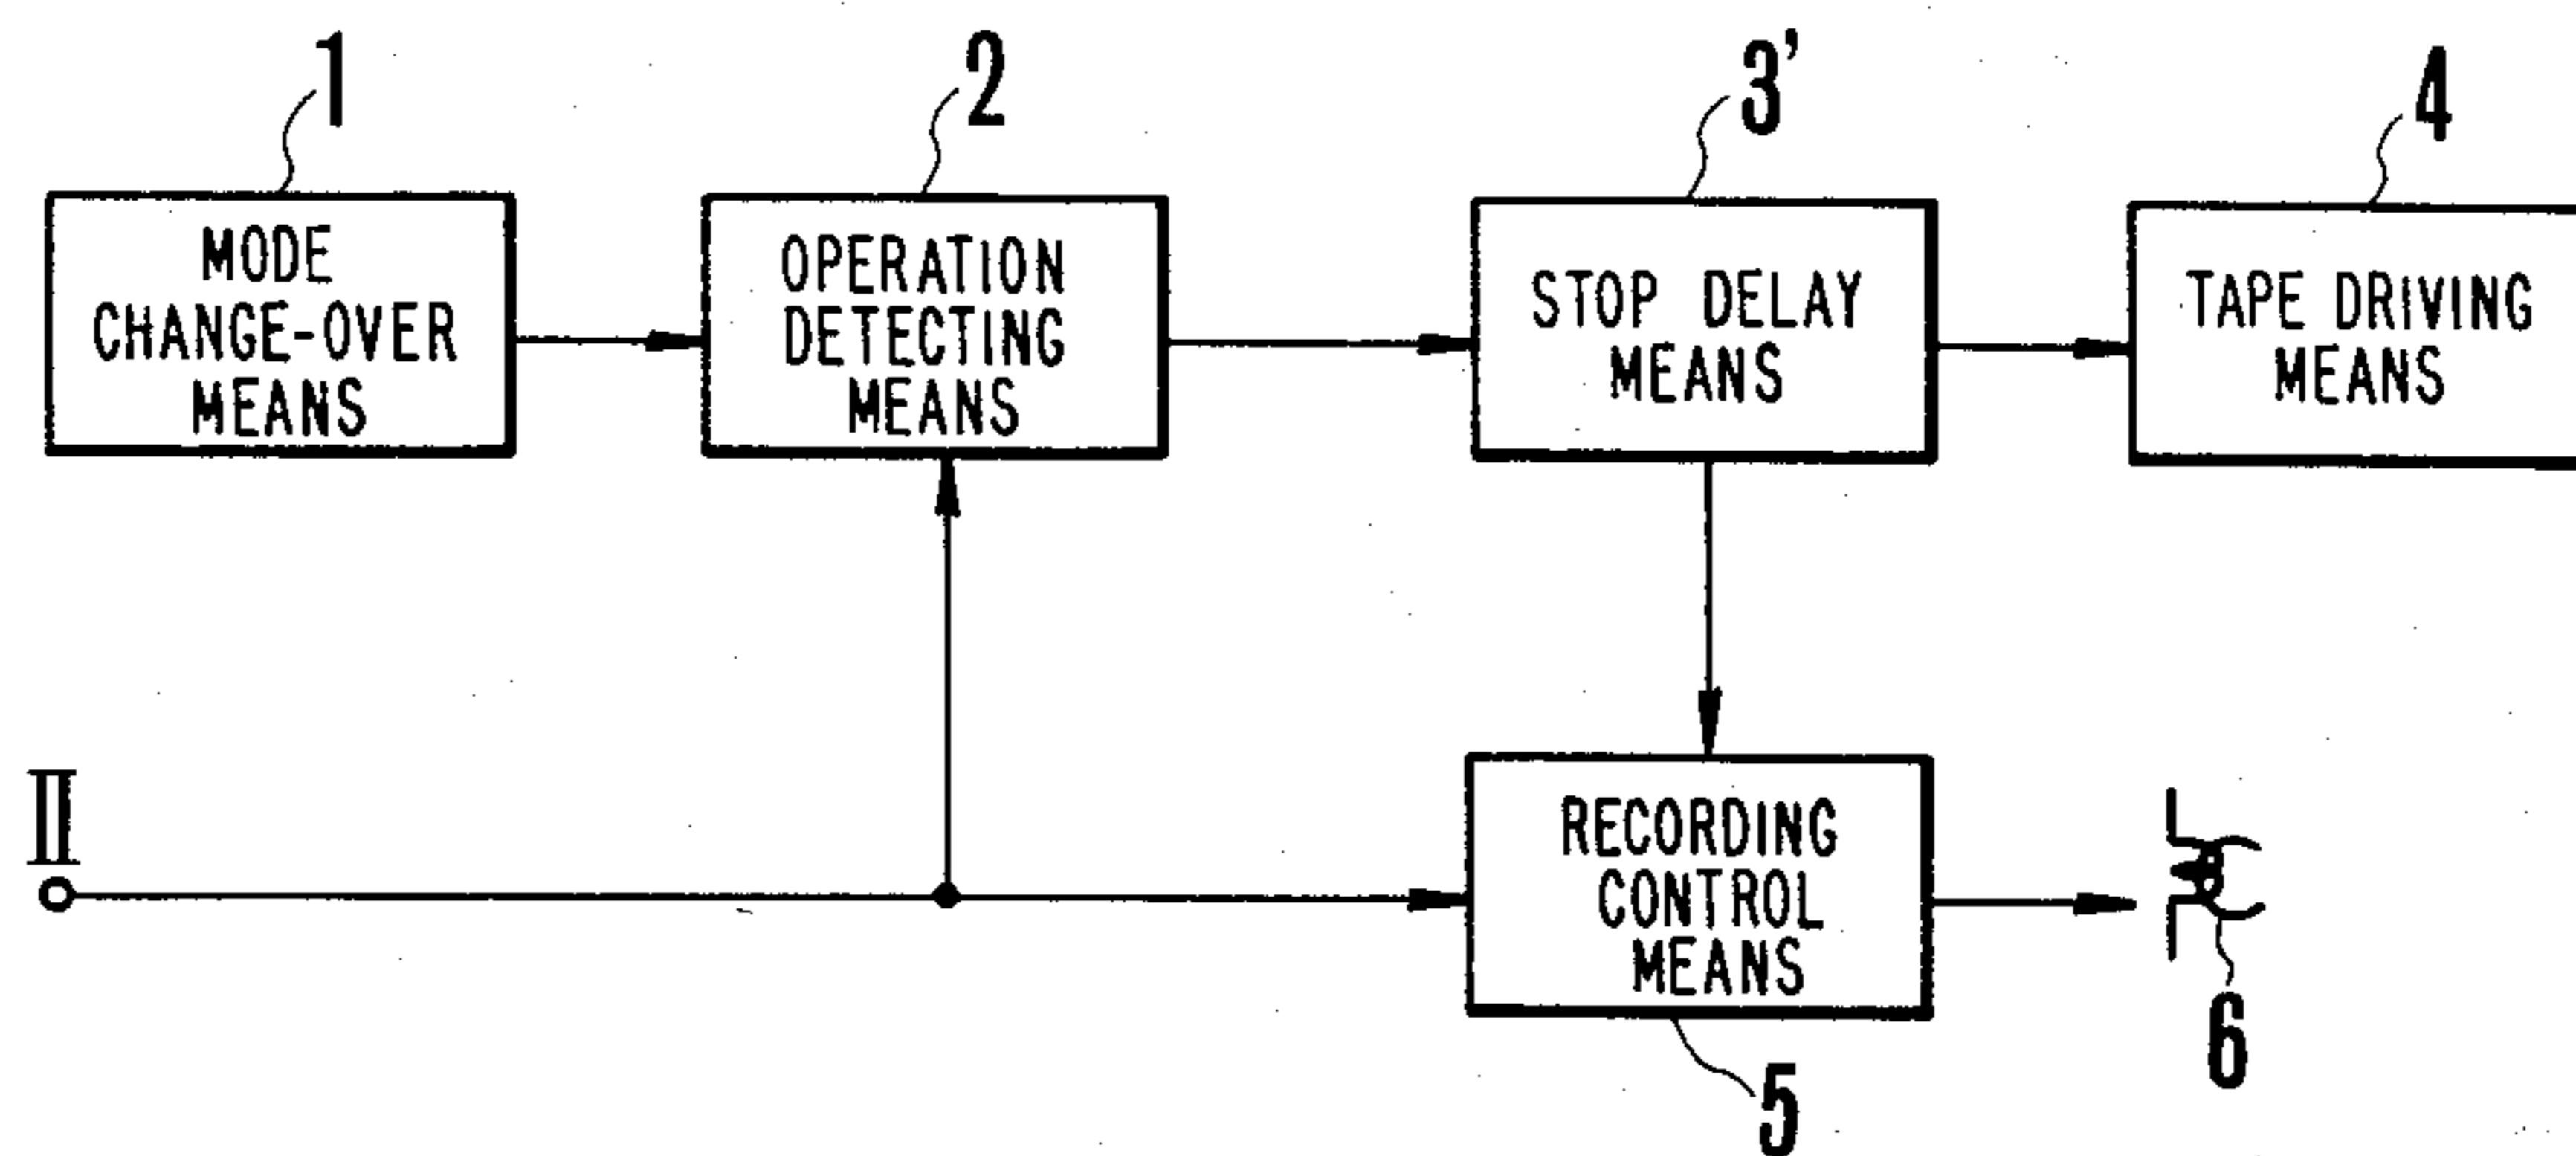 1
2
3'
4
MODE
CHANGE-OVER
MEANS
OPERATION
DETECTING
MEANS
STOP DELAY
MEANS
TAPE DRIVING
MEANS
II
RECORDING
CONTROL
MEANS
6
5